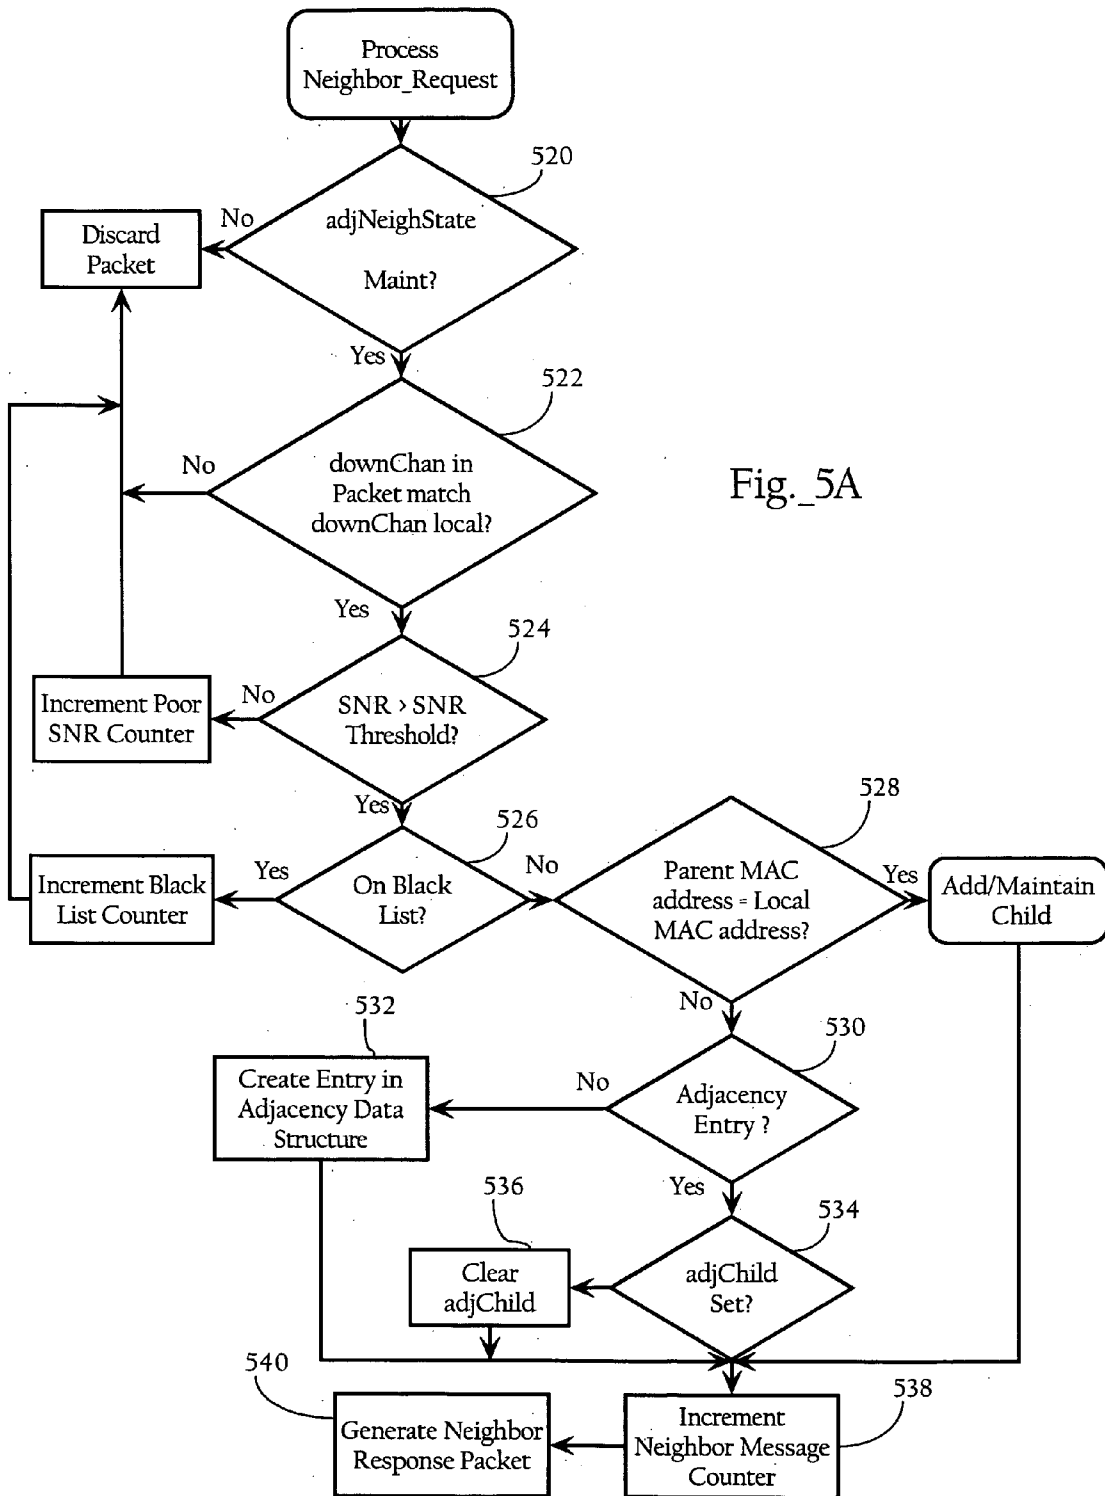 Process
Neighbor_Request
520
adjNeighState
Maint?
No
Discard
Packet
Yes
522
downChan in
Packet match
downChan local?
No
Fig._5A
Yes
524
SNR > SNR
Threshold?
No
Increment Poor
SNR Counter
Yes
526
On Black
List?
Yes
Increment Black
List Counter
No
528
Parent MAC
address = Local
MAC address?
Yes
Add/Maintain
Child
No
530
Adjacency
Entry ?
No
532
Create Entry in
Adjacency Data
Structure
Yes
534
adjChild
Set?
536
Clear
adjChild
538
Increment
Neighbor Message
Counter
540
Generate Neighbor
Response Packet